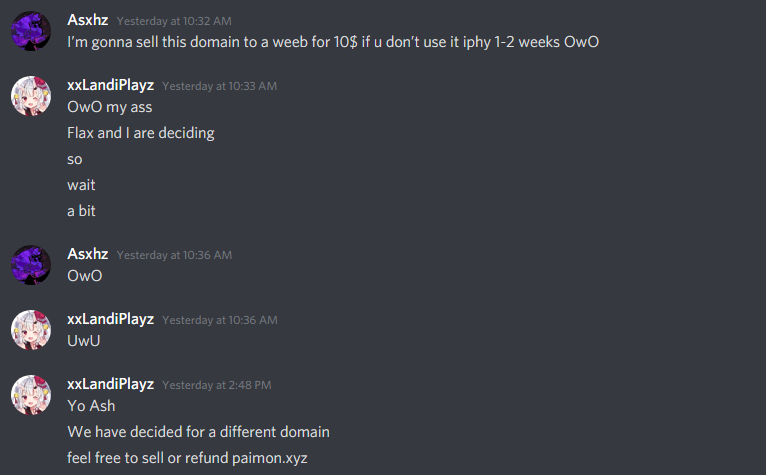 Asxhz Yesterday at 10:32 AM
I’m gonna sell this domain to a weeb for 10$ if u don’t use it iphy 1-2 weeks OwO
xxLandiPlayz Yesterday at 10:33 AM
OwO my ass
Flax and I are deciding
so
wait
a bit
Asxhz Yesterday at 10:36 AM
OwO
xxLandiPlayz Yesterday at 10:36 AM
UwU
xxLandiPlayz Yesterday at 2:48 PM
Yo Ash
We have decided for a different domain
feel free to sell or refund paimon.xyz